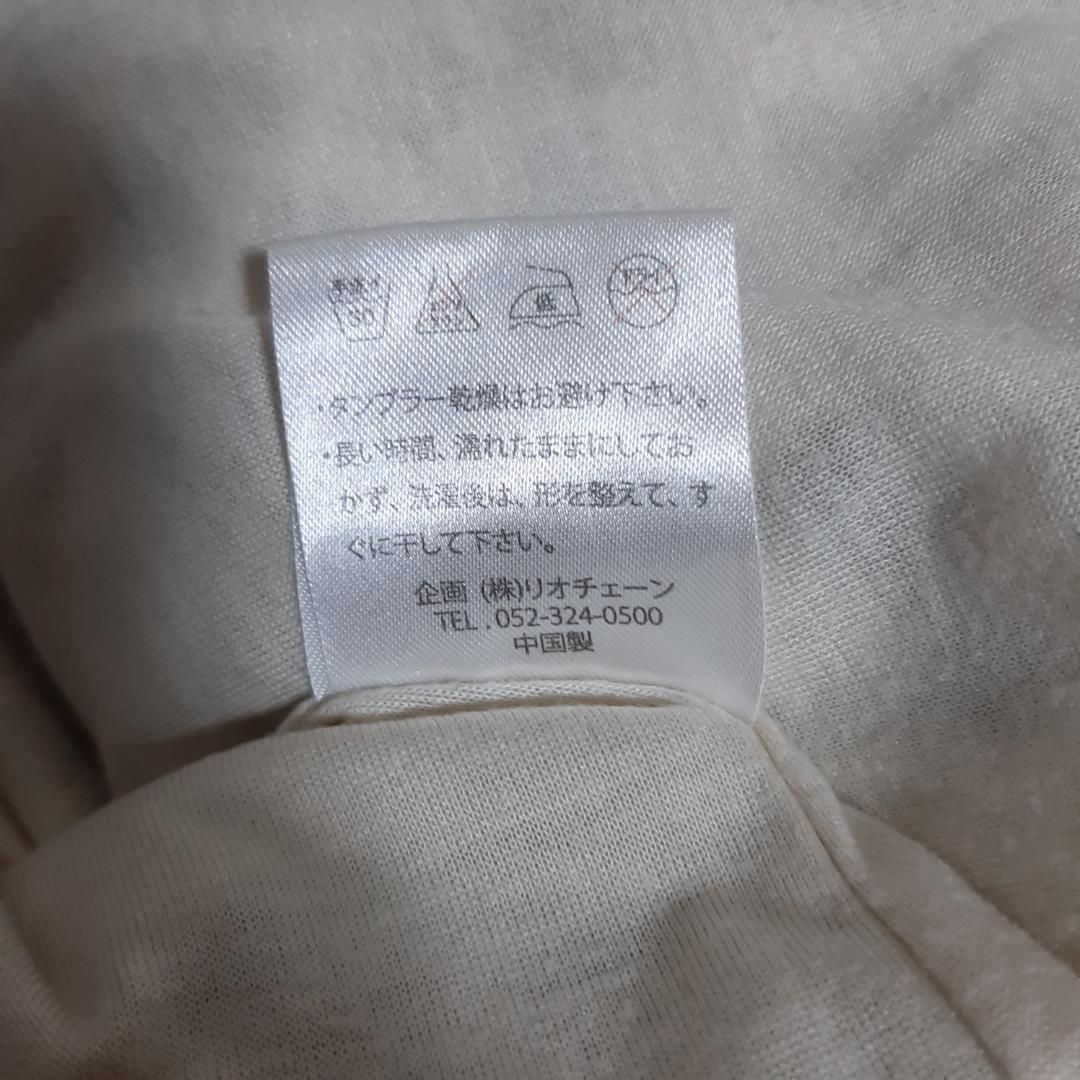 手洗イ
30
低
・タンブラー乾燥はお避け下さい。
・長い時間、濡れたままにしてお
かず、洗濯後は、形を整えて、す
ぐに干して下さい。
企画 (株)リオチェーン
TEL . 052-324-0500
中国製